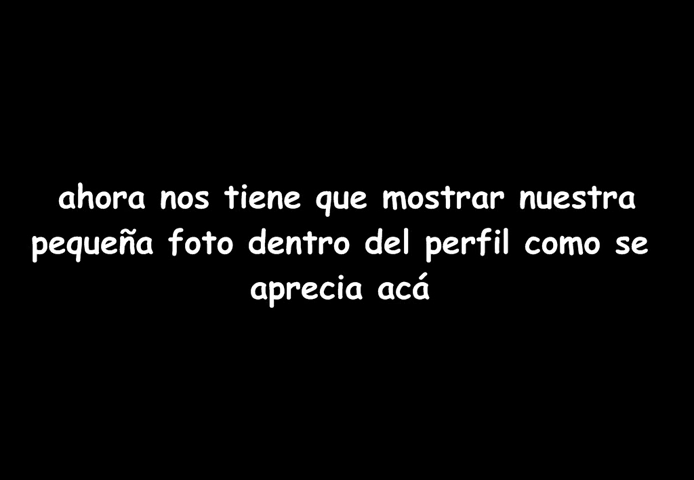 ahora nos tiene que mostrar nuestra
pequeña foto dentro del perfil como se
aprecia acá